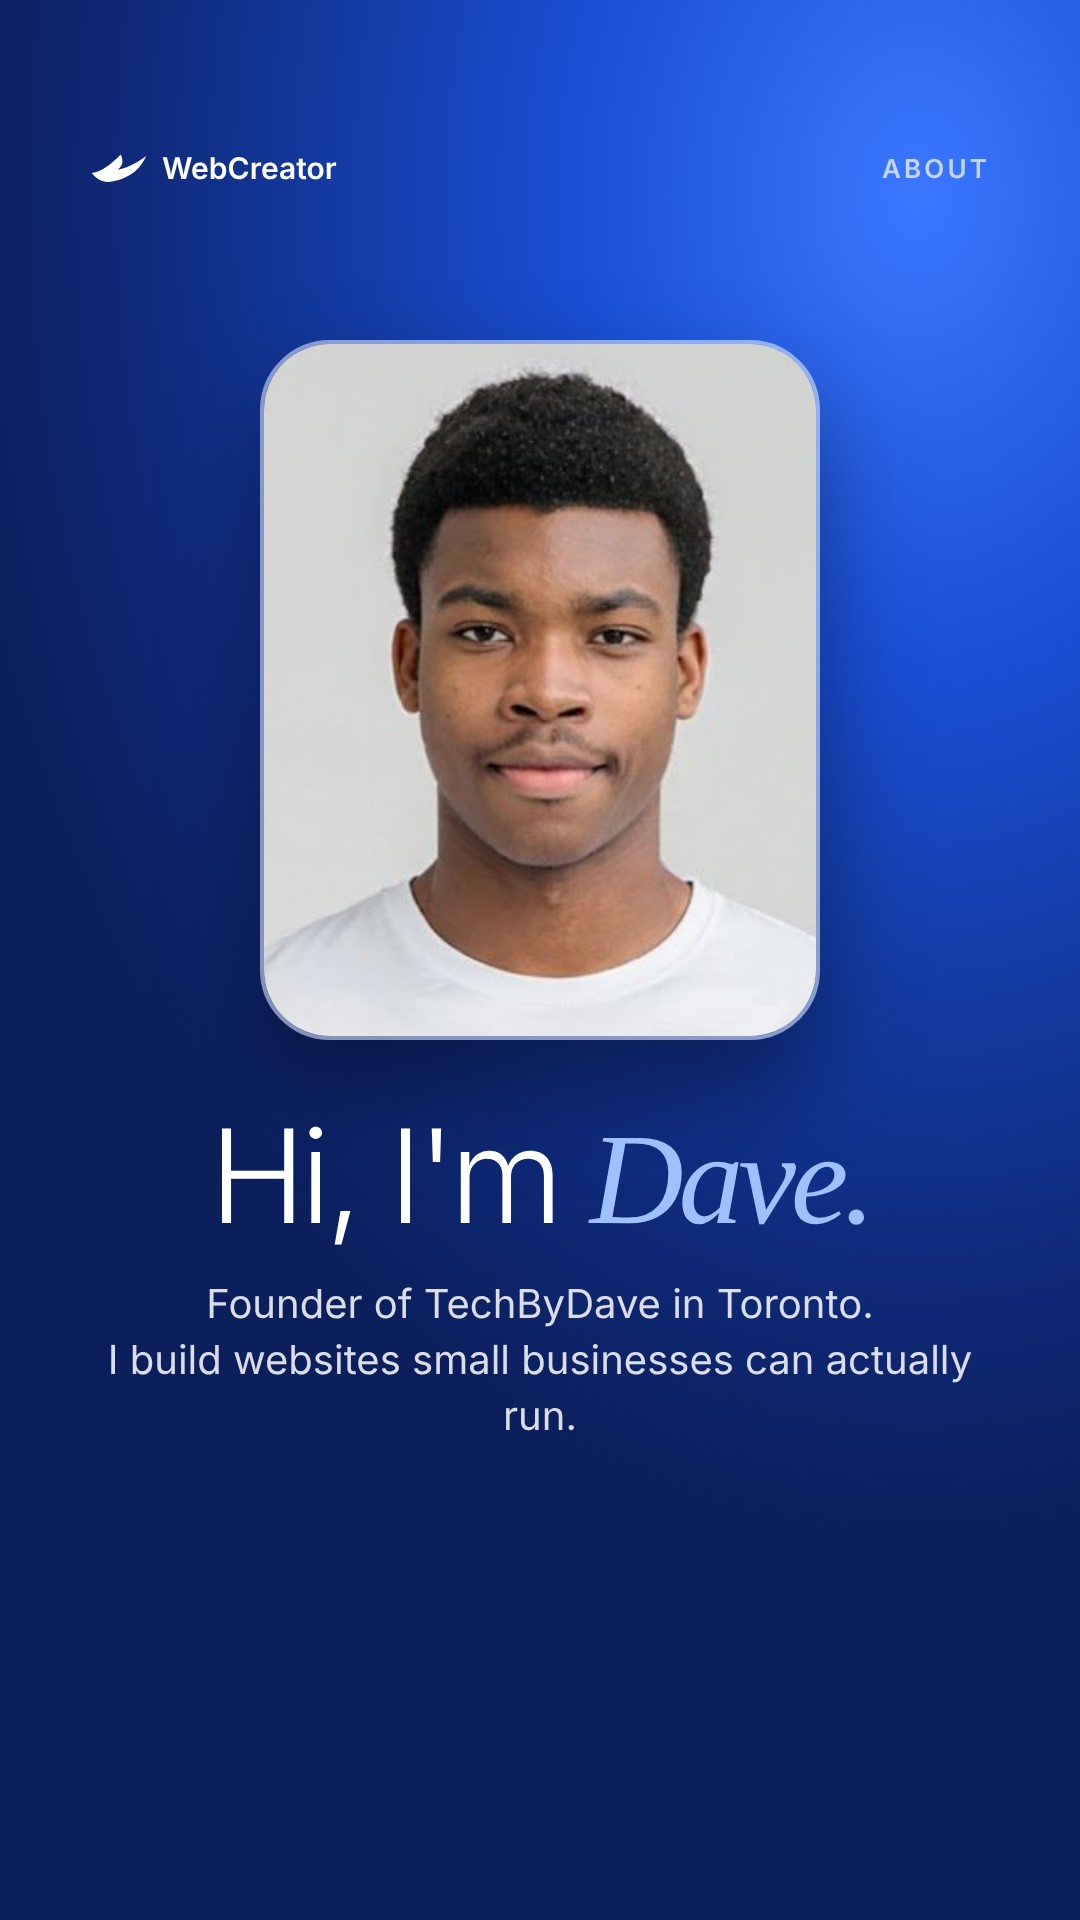 WebCreator
ABOUT
Hi, I'm Dave.
Founder of TechByDave in Toronto.
I build websites small businesses can actually
run.